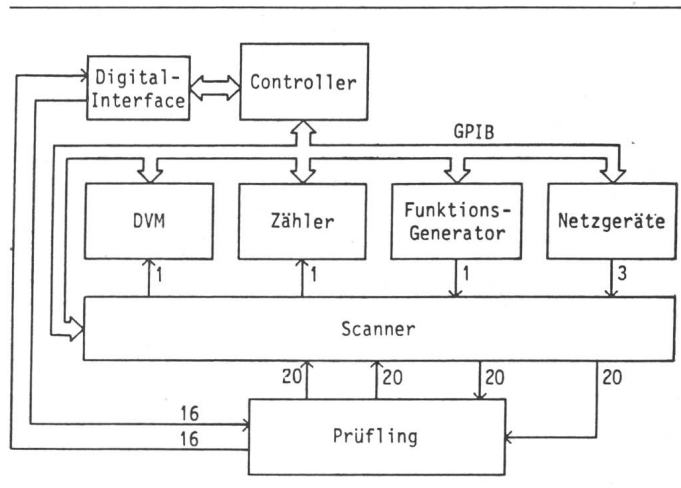 Digital-
Interface
Controller
GPIB
DVM
Zähler
Funktions-
Generator
Netzgeräte
1
1
1
3
Scanner
20
20
20
20
16
16
Prüfling